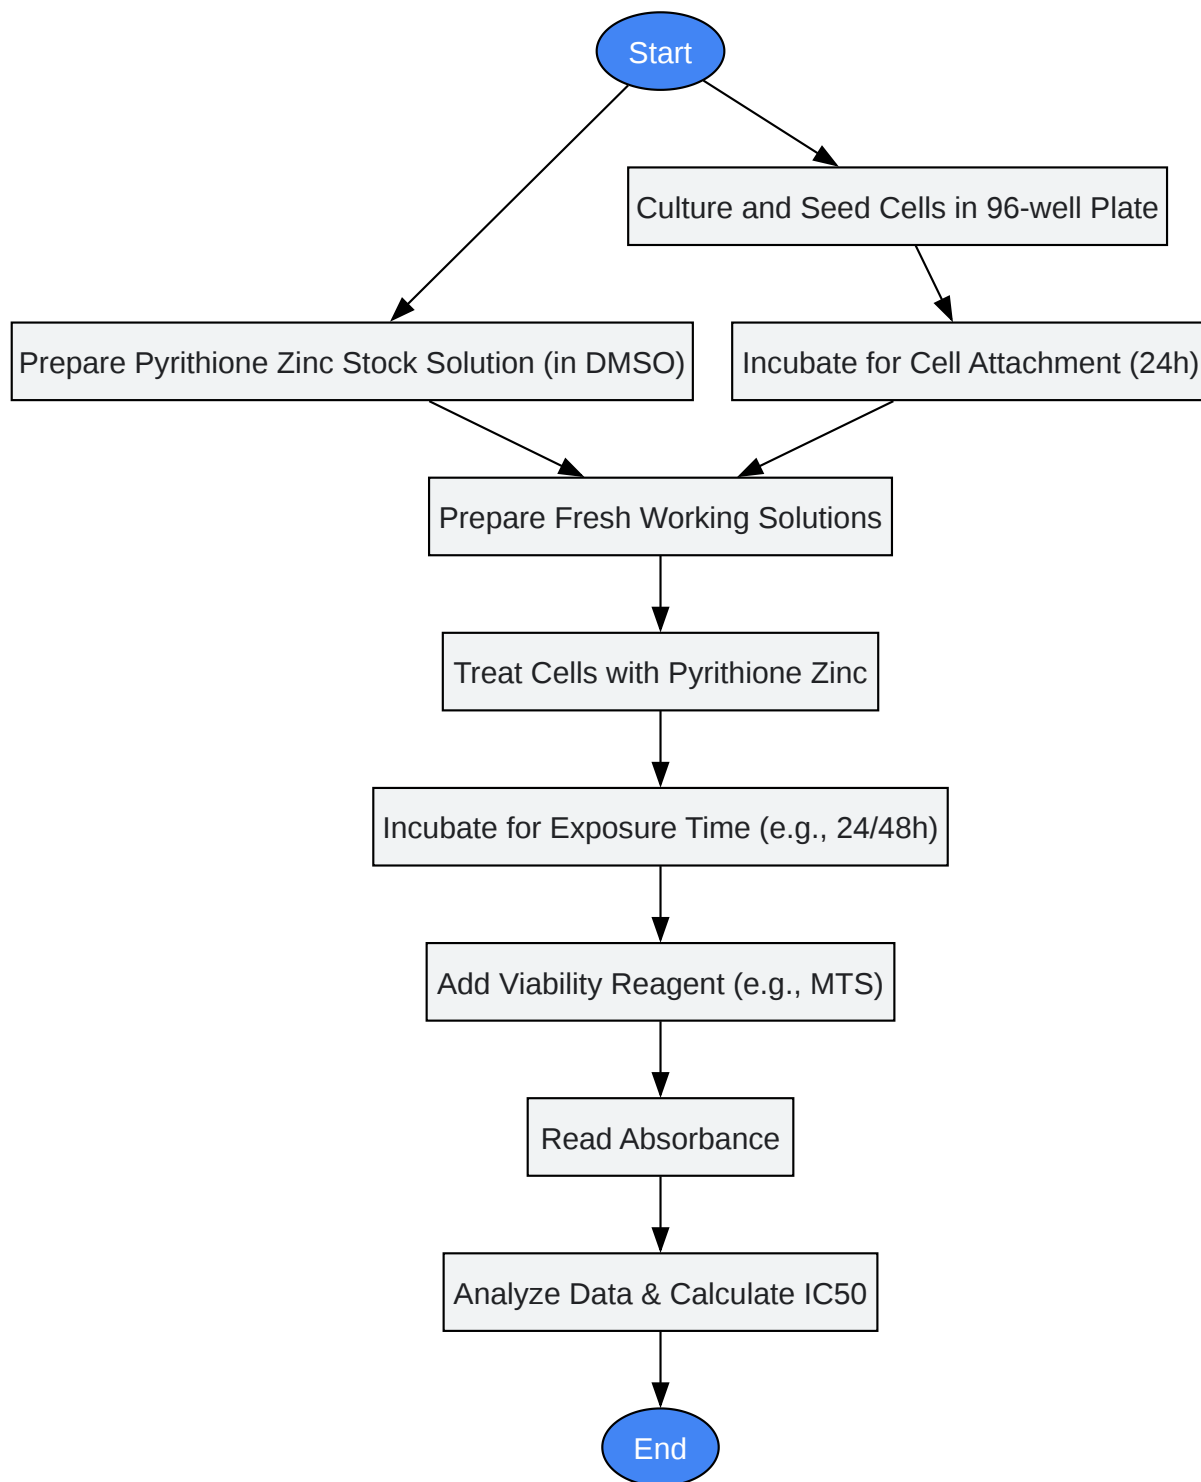 Start
Culture and Seed Cells in 96-well Plate
Prepare Pyrithione Zinc Stock Solution (in DMSO)
Incubate for Cell Attachment (24h)
Prepare Fresh Working Solutions
Treat Cells with Pyrithione Zinc
Incubate for Exposure Time (e.g., 24/48h)
Add Viability Reagent (e.g., MTS)
Read Absorbance
Analyze Data & Calculate IC50
End